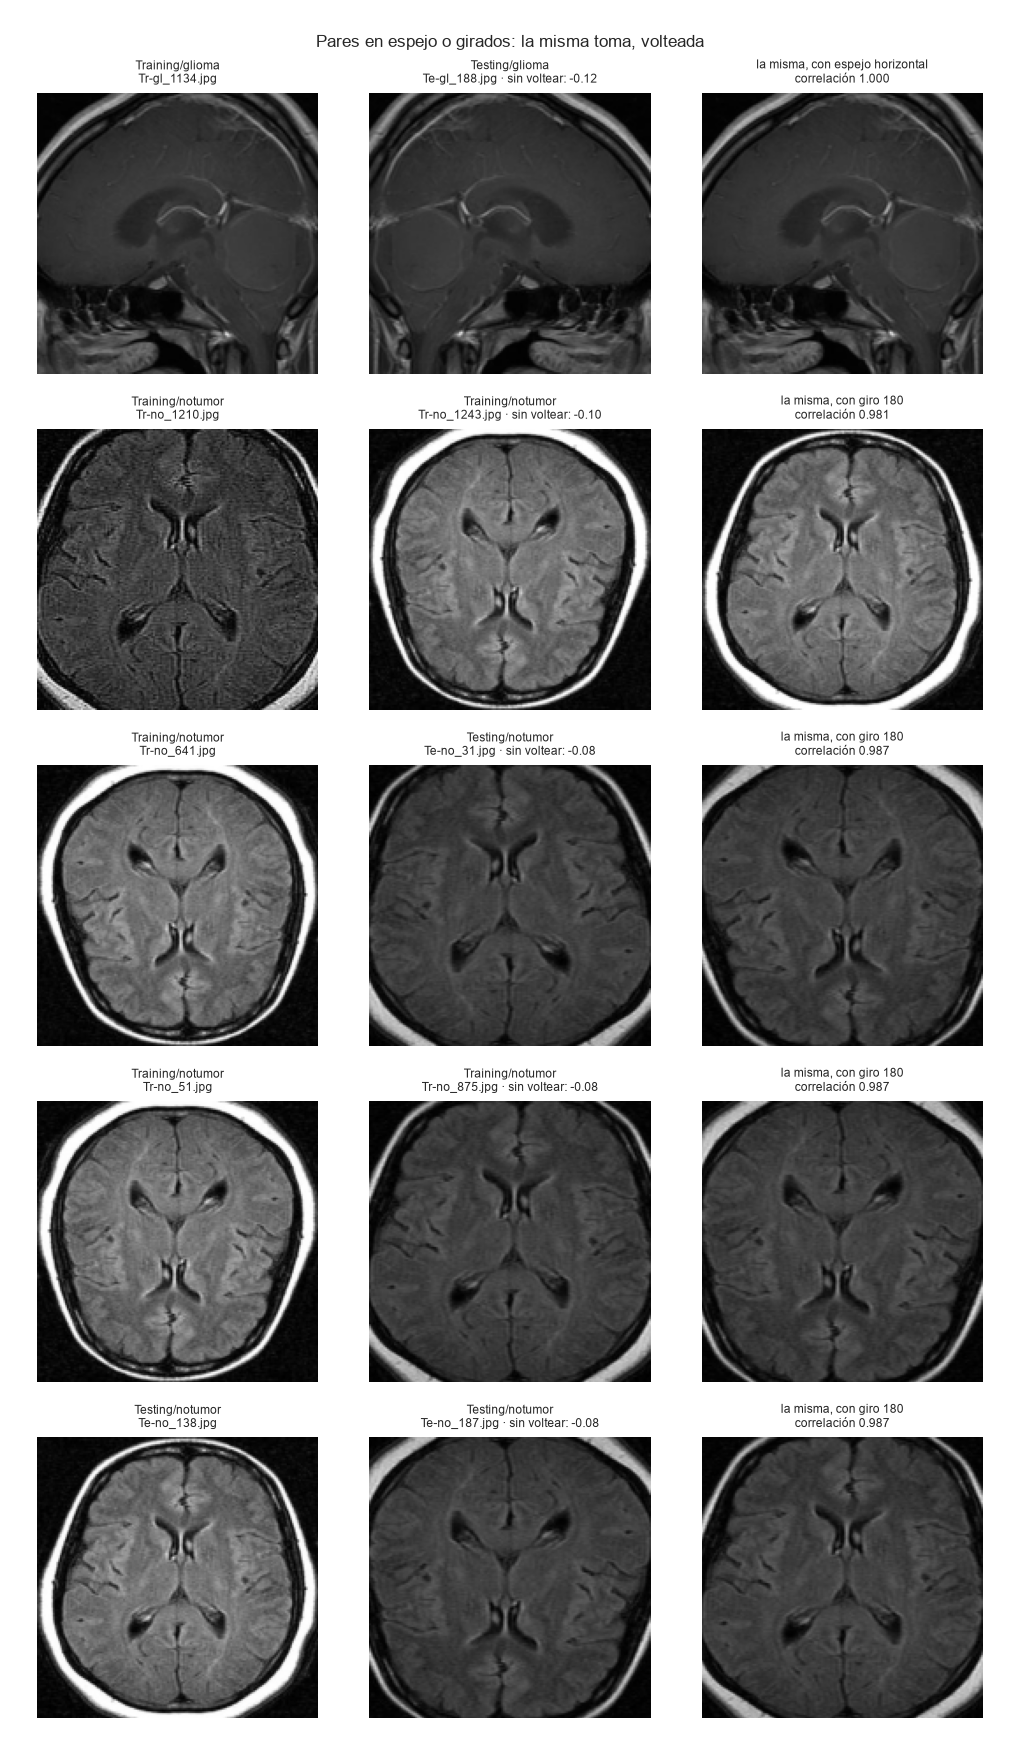 Pares en espejo o girados: la misma toma, volteada
Training/glioma
Tr-gl_1134.jpg
Testing/glioma
Te-gl_188.jpg · sin voltear: -0.12
la misma, con espejo horizontal
correlación 1.000
Training/notumor
Tr-no_1210.jpg
Training/notumor
Tr-no_1243.jpg · sin voltear: -0.10
la misma, con giro 180
correlación 0.981
Training/notumor
Tr-no_641.jpg
Testing/notumor
Te-no_31.jpg · sin voltear: -0.08
la misma, con giro 180
correlación 0.987
Training/notumor
Tr-no_51.jpg
Training/notumor
Tr-no_875.jpg · sin voltear: -0.08
la misma, con giro 180
correlación 0.987
Testing/notumor
Te-no_138.jpg
Testing/notumor
Te-no_187.jpg · sin voltear: -0.08
la misma, con giro 180
correlación 0.987